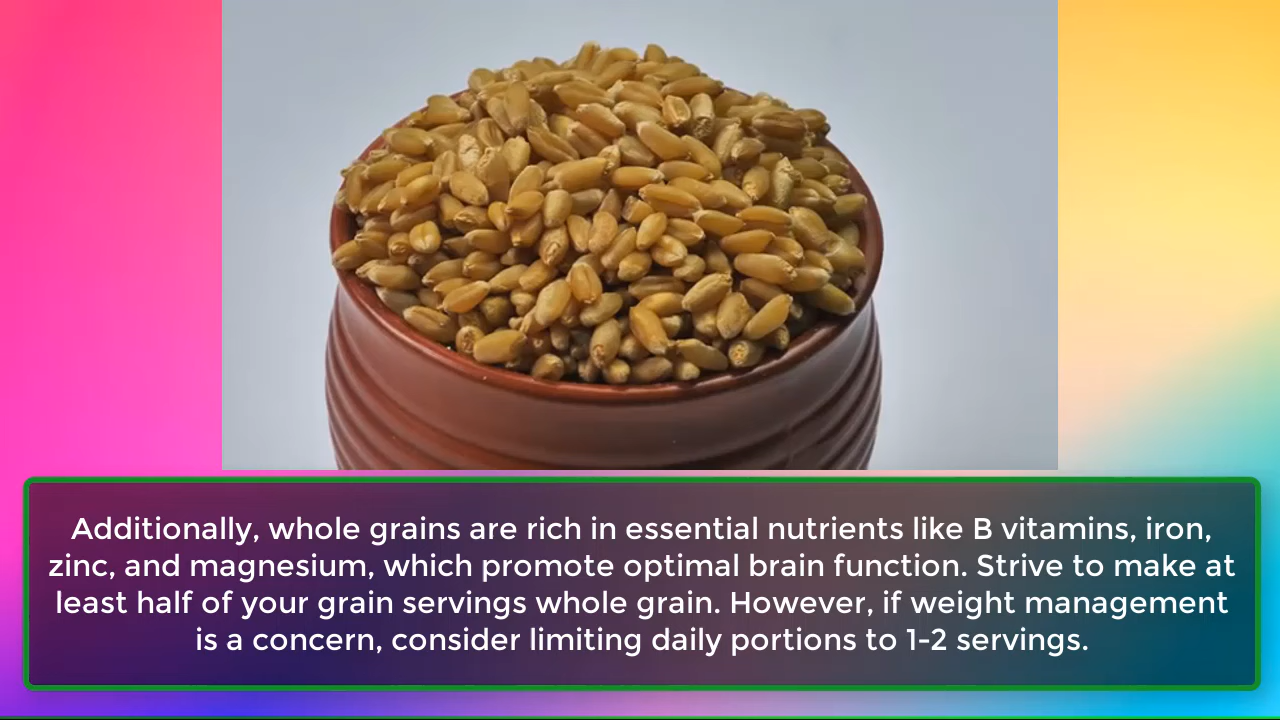 Additionally, whole grains are rich in essential nutrients like B vitamins, iron,
zinc, and magnesium, which promote optimal brain function. Strive to make at
least half of your grain servings whole grain. However, if weight management
is a concern, consider limiting daily portions to 1-2 servings.